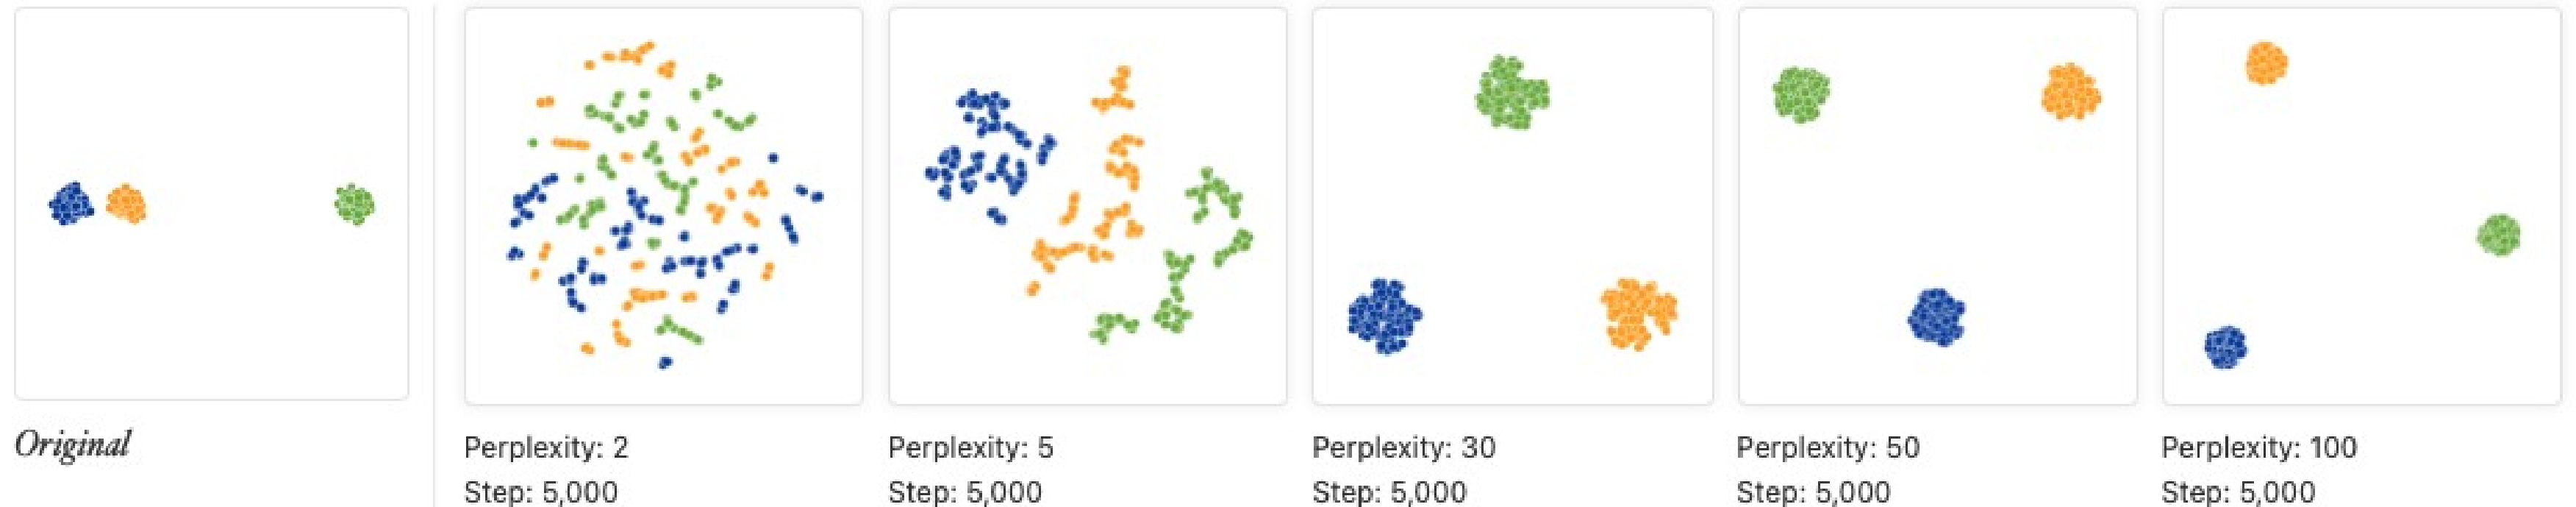 Original
Perplexity: 2
Step: 5,000
Perplexity: 5
Step: 5,000
Perplexity: 30
Step: 5,000
Perplexity: 50
Step: 5,000
Perplexity: 100
Step: 5,000